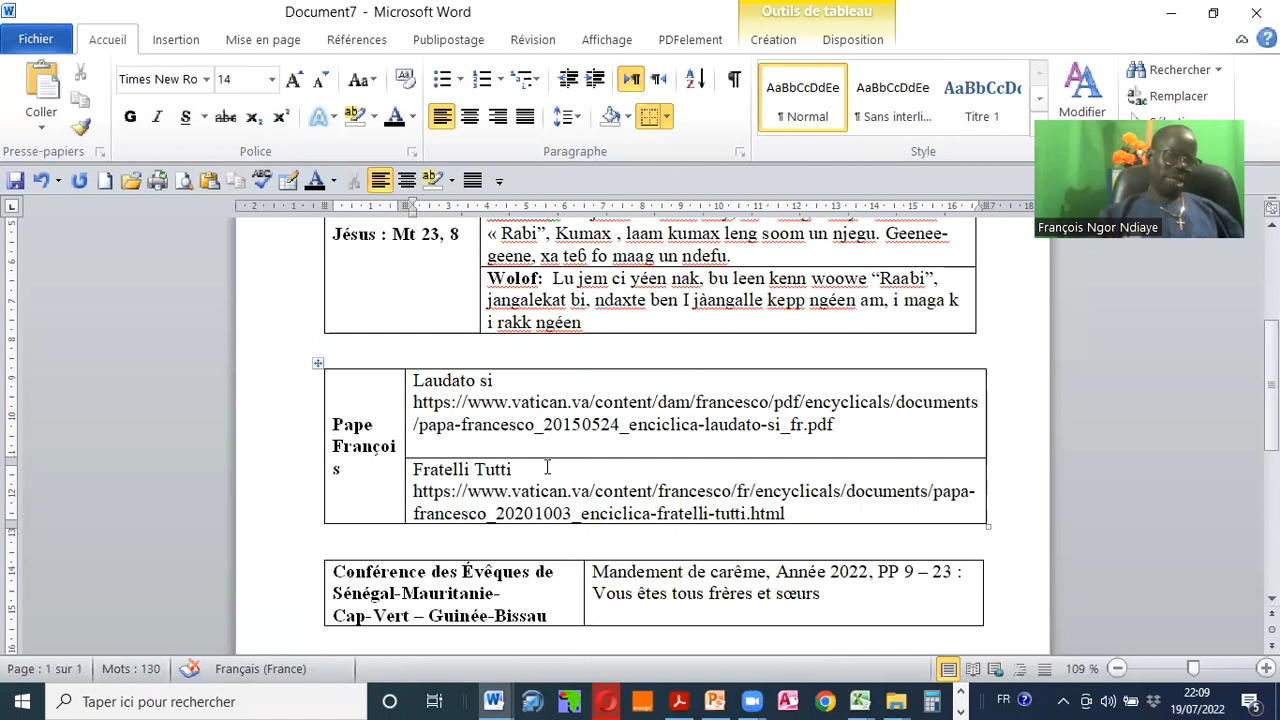 Document7 - Microsoft Word
Outils de tableau
Fichier
Accueil
Insertion
Mise en page
Références
Publipostage
Révision
Affichage
PDFelement
Création
Disposition
Coller
Times New Ro
14
Aa
G I S abc x₂ x²
AaBbCcDdEe
¶ Normal
AaBbCcDdEe
¶ Sans interli...
AaBbCcDc
Titre 1
Modifier
Rechercher
Remplacer
Presse-papiers
Police
Paragraphe
Style
François Ngor Ndiaye
Jésus : Mt 23, 8
« Rabi”, Kumax , laam kumax leng soom un njegu. Geenee-
geene, xa teɓ fo maag un ndefu.
Wolof: Lu jem ci yéen nak, bu leen kenn woowe “Raabi”,
jangalekat bi, ndaxte ben I jàangalle kepp ngéen am, i maga k
i rakk ngéen
Pape
Françoi
s
Laudato si
https://www.vatican.va/content/dam/francesco/pdf/encyclicals/documents
/papa-francesco_20150524_enciclica-laudato-si_fr.pdf
Fratelli Tutti
https://www.vatican.va/content/francesco/fr/encyclicals/documents/papa-
francesco_20201003_enciclica-fratelli-tutti.html
Conférence des Évêques de
Sénégal-Mauritanie-
Cap-Vert – Guinée-Bissau
Mandement de carême, Année 2022, PP 9 – 23 :
Vous êtes tous frères et sœurs
Page : 1 sur 1
Mots : 130
Français (France)
109 %
Taper ici pour rechercher
FR
22:09
19/07/2022